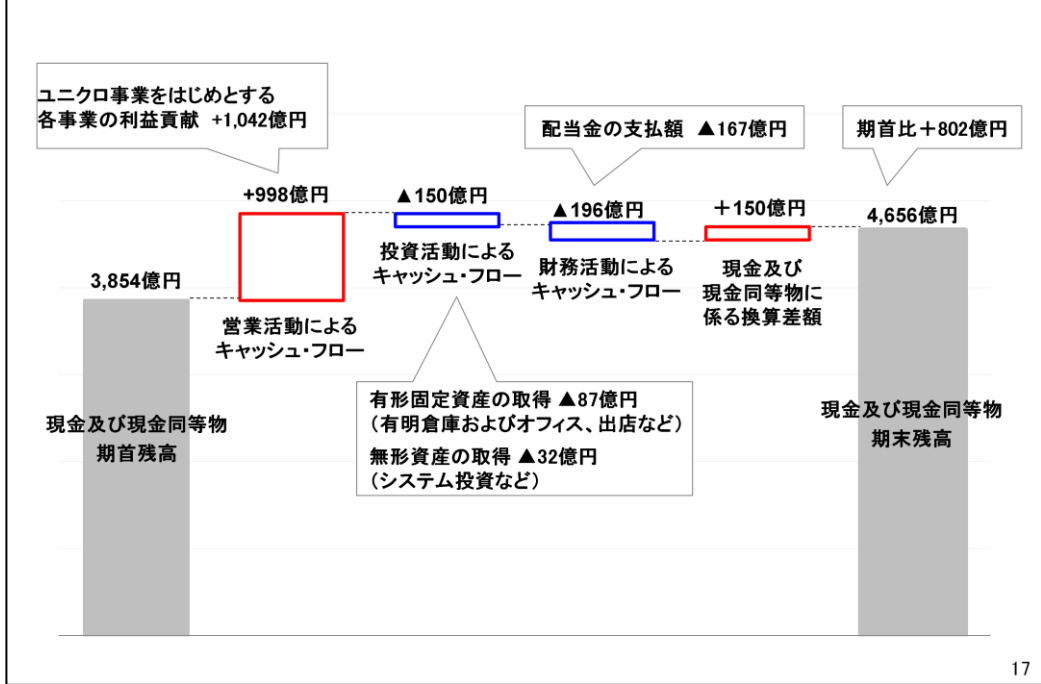 ユニクロ事業をはじめとする
各事業の利益貢献 +1,042億円
配当金の支払額 ▲167億円
期首比+802億円
+998億円
▲150億円
▲196億円
+150億円
4,656億円
3,854億円
投資活動による
キャッシュ・フロー
財務活動による
キャッシュ・フロー
現金及び
現金同等物に
係る換算差額
営業活動による
キャッシュ・フロー
有形固定資産の取得 ▲87億円
(有明倉庫およびオフィス、出店など)
無形資産の取得 ▲32億円
(システム投資など)
現金及び現金同等物
期首残高
現金及び現金同等物
期末残高
17